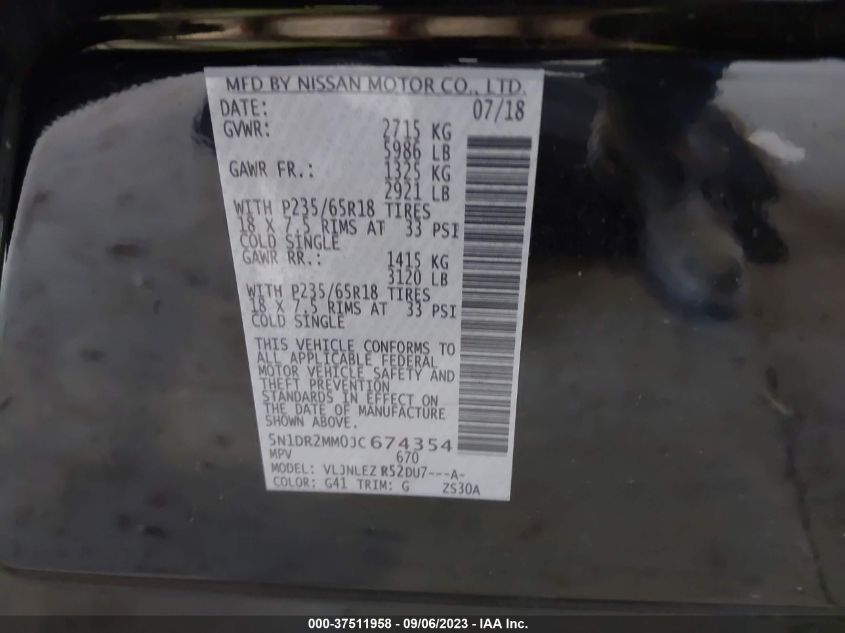 MFD BY NISSAN MOTOR CO., LTD.
DATE: 07/18
GVWR: 2715 KG
5986 LB
GAWR FR.: 1325 KG
2921 LB
WITH P235/65R18 TIRES
18 X 7.5 RIMS AT 33 PSI
COLD SINGLE
GAWR RR.: 1415 KG
3120 LB
WITH P235/65R18 TIRES
18 X 7.5 RIMS AT 33 PSI
COLD SINGLE
THIS VEHICLE CONFORMS TO
ALL APPLICABLE FEDERAL
MOTOR VEHICLE SAFETY AND
THEFT PREVENTION
STANDARDS IN EFFECT ON
THE DATE OF MANUFACTURE
SHOWN ABOVE.
5N1DR2MM0JC674354
MPV 670
MODEL: VLJNLEZ R52DU7---A-
COLOR: G41 TRIM: G ZS30A
000-37511958 - 09/06/2023 - IAA Inc.